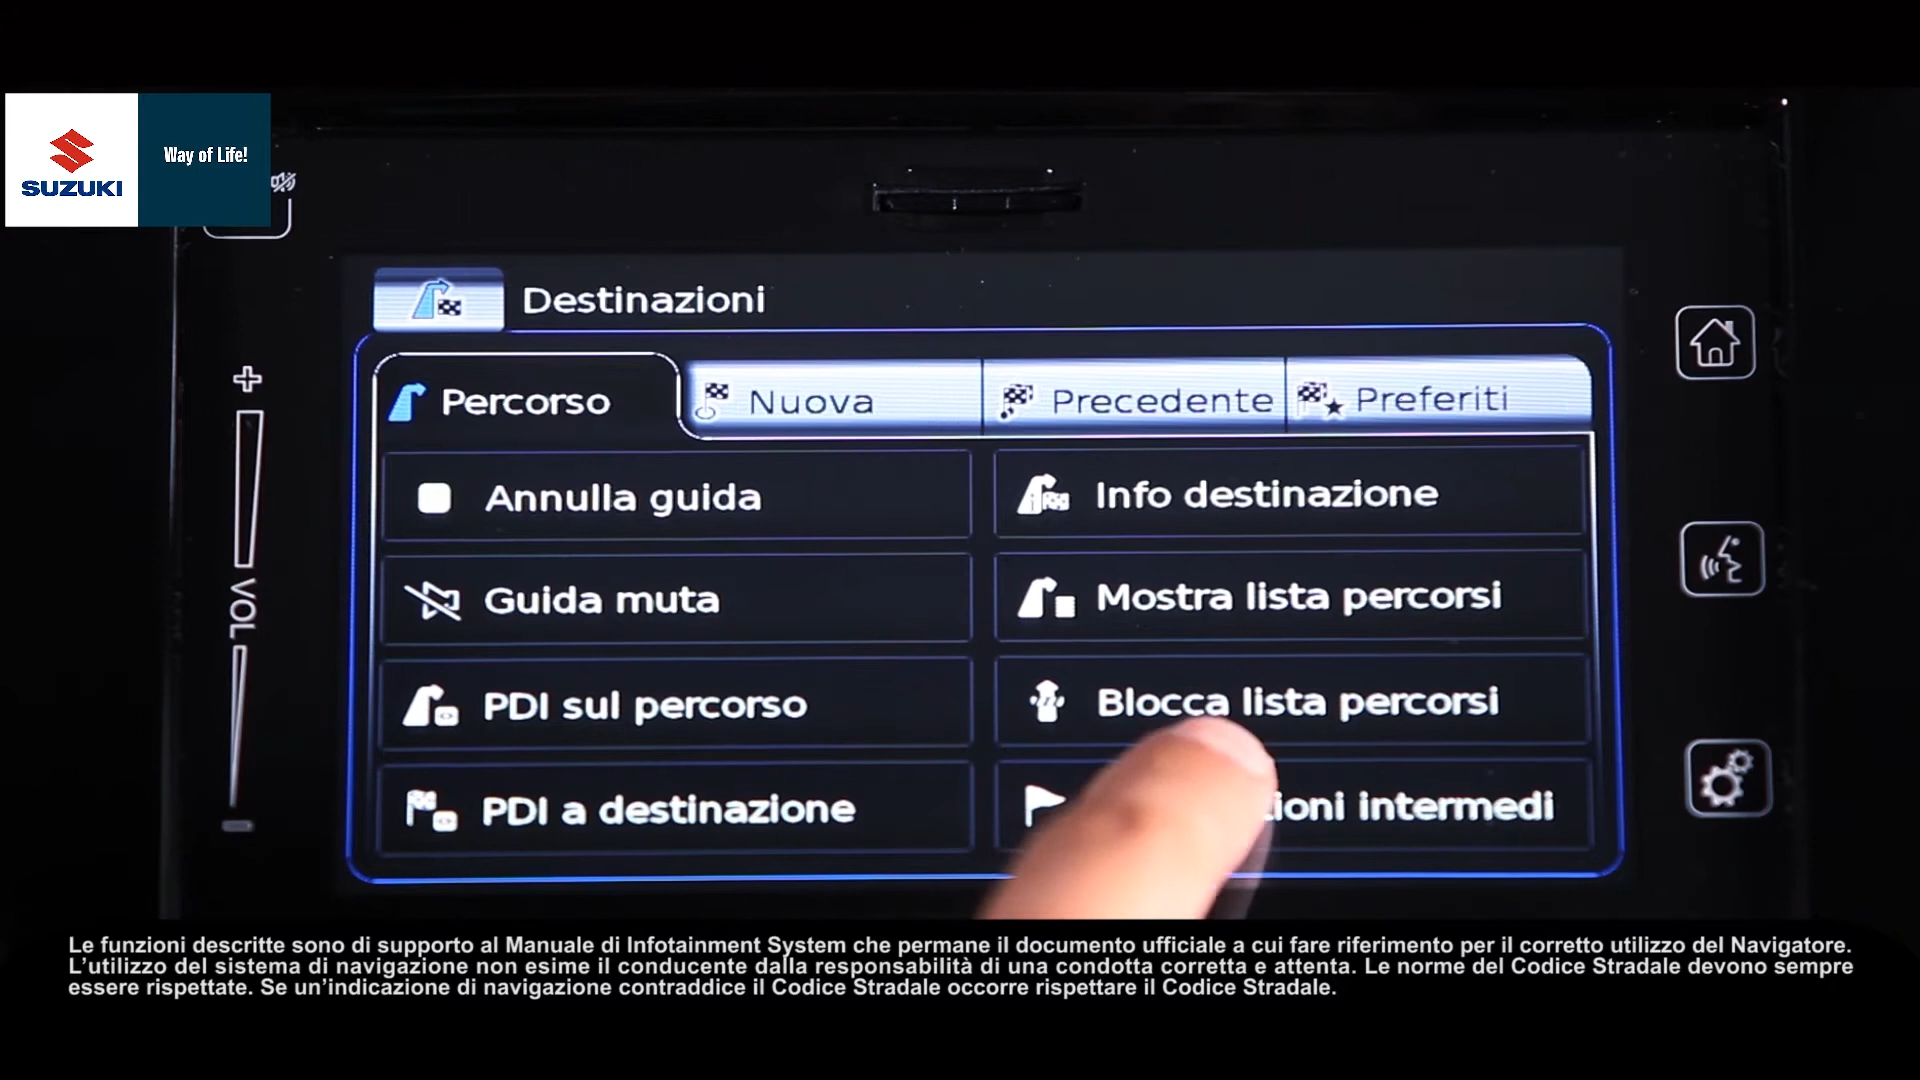 SUZUKI
Way of Life!
Destinazioni
Percorso
Nuova
Precedente
Preferiti
Annulla guida
Info destinazione
Guida muta
Mostra lista percorsi
PDI sul percorso
Blocca lista percorsi
PDI a destinazione
intermedi
VOL
Le funzioni descritte sono di supporto al Manuale di Infotainment System che permane il documento ufficiale a cui fare riferimento per il corretto utilizzo del Navigatore.
L'utilizzo del sistema di navigazione non esime il conducente dalla responsabilità di una condotta corretta e attenta. Le norme del Codice Stradale devono sempre
essere rispettate. Se un'indicazione di navigazione contraddice il Codice Stradale occorre rispettare il Codice Stradale.